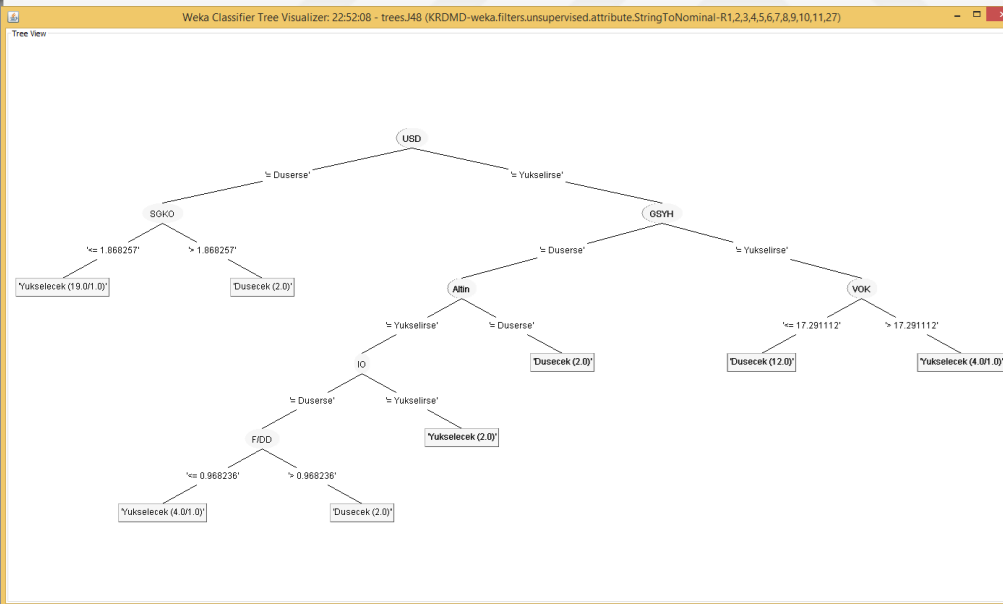 Weka Classifier Tree Visualizer: 22:52:08 - trees.J48 (KRDMD-weka.filters.unsupervised.attribute.StringToNominal-R1,2,3,4,5,6,7,8,9,10,11,27)
Tree View
USD
'= Duserse' '= Yukselirse'
SGKO GSYH
'<= 1.868257' '> 1.868257' '= Duserse' '= Yukselirse'
'Yukselecek (19.0/1.0)' 'Dusecek (2.0)' Altin VOK
'= Yukselirse' '= Duserse' '<= 17.291112' '> 17.291112'
IO 'Dusecek (2.0)' 'Dusecek (12.0)' 'Yukselecek (4.0/1.0)'
'= Duserse' '= Yukselirse'
F/DD 'Yukselecek (2.0)'
'<= 0.968236' '> 0.968236'
'Yukselecek (4.0/1.0)' 'Dusecek (2.0)'